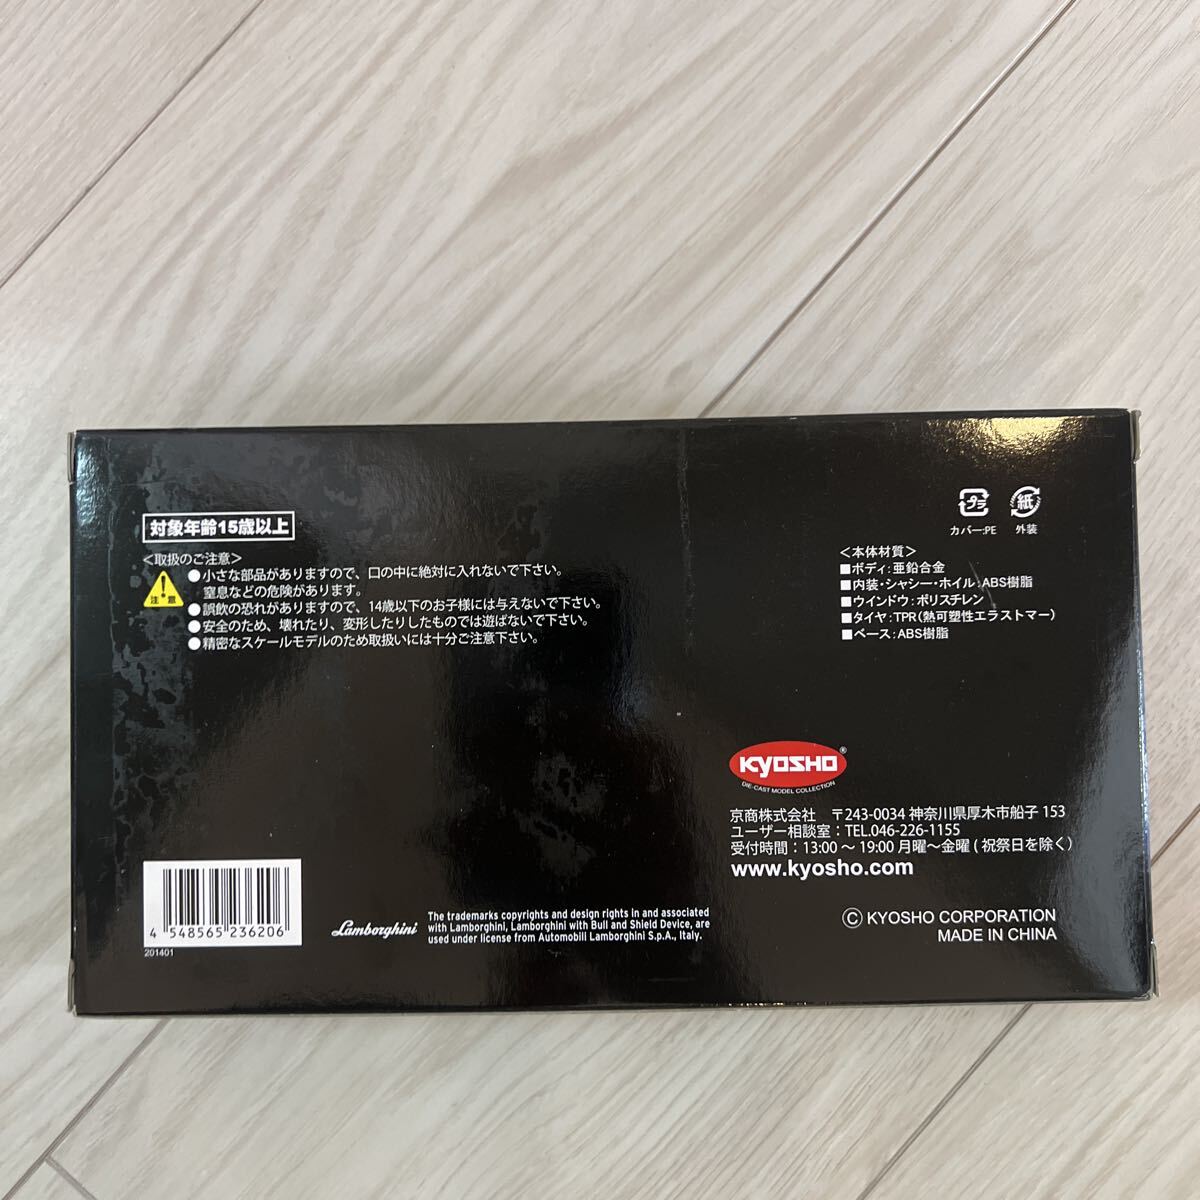 対象年齢15歳以上
<取扱のご注意>
注意
●小さな部品がありますので、口の中に絶対に入れないで下さい。
窒息などの危険があります。
●誤飲の恐れがありますので、14歳以下のお子様には与えないで下さい。
●安全のため、壊れたり、変形したりしたものでは遊ばないで下さい。
●精密なスケールモデルのため取扱いには十分ご注意下さい。
プラ
カバー:PE
紙
外装
<本体材質>
■ボディ:亜鉛合金
■内装・シャシー・ホイル:ABS樹脂
■ウインドウ:ポリスチレン
■タイヤ:TPR(熱可塑性エラストマー)
■ベース:ABS樹脂
KYOSHO®
DIE-CAST MODEL COLLECTION
京商株式会社 〒243-0034 神奈川県厚木市船子 153
ユーザー相談室:TEL.046-226-1155
受付時間:13:00～19:00 月曜～金曜(祝祭日を除く)
www.kyosho.com
© KYOSHO CORPORATION
MADE IN CHINA
4 548565 236206
201401
Lamborghini
The trademarks copyrights and design rights in and associated
with Lamborghini, Lamborghini with Bull and Shield Device, are
used under license from Automobili Lamborghini S.p.A., Italy.